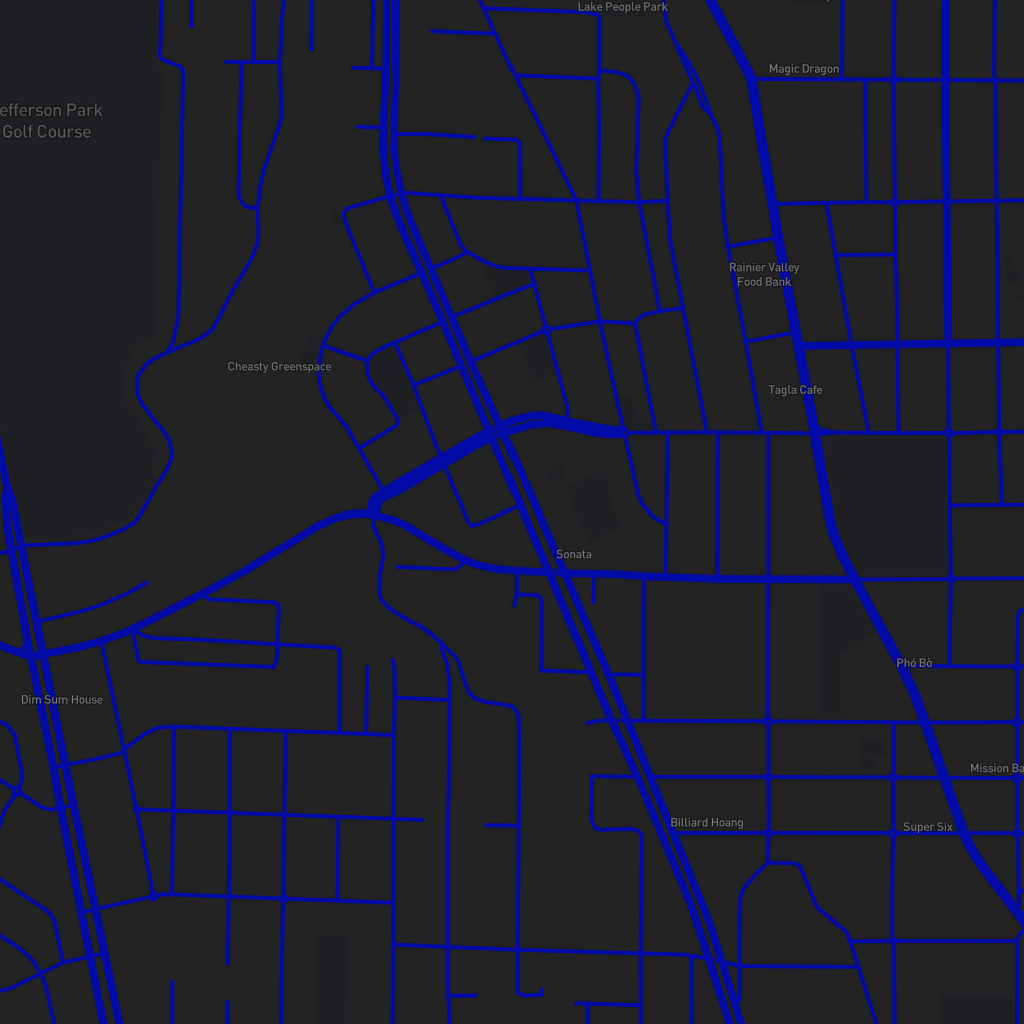 Lake People Park
Magic Dragon
efferson Park
Golf Course
Rainier Valley
Food Bank
Cheasty Greenspace
Tagla Cafe
Sonata
Phó Bò
Dim Sum House
Mission Ba
Billiard Hoang
Super Six